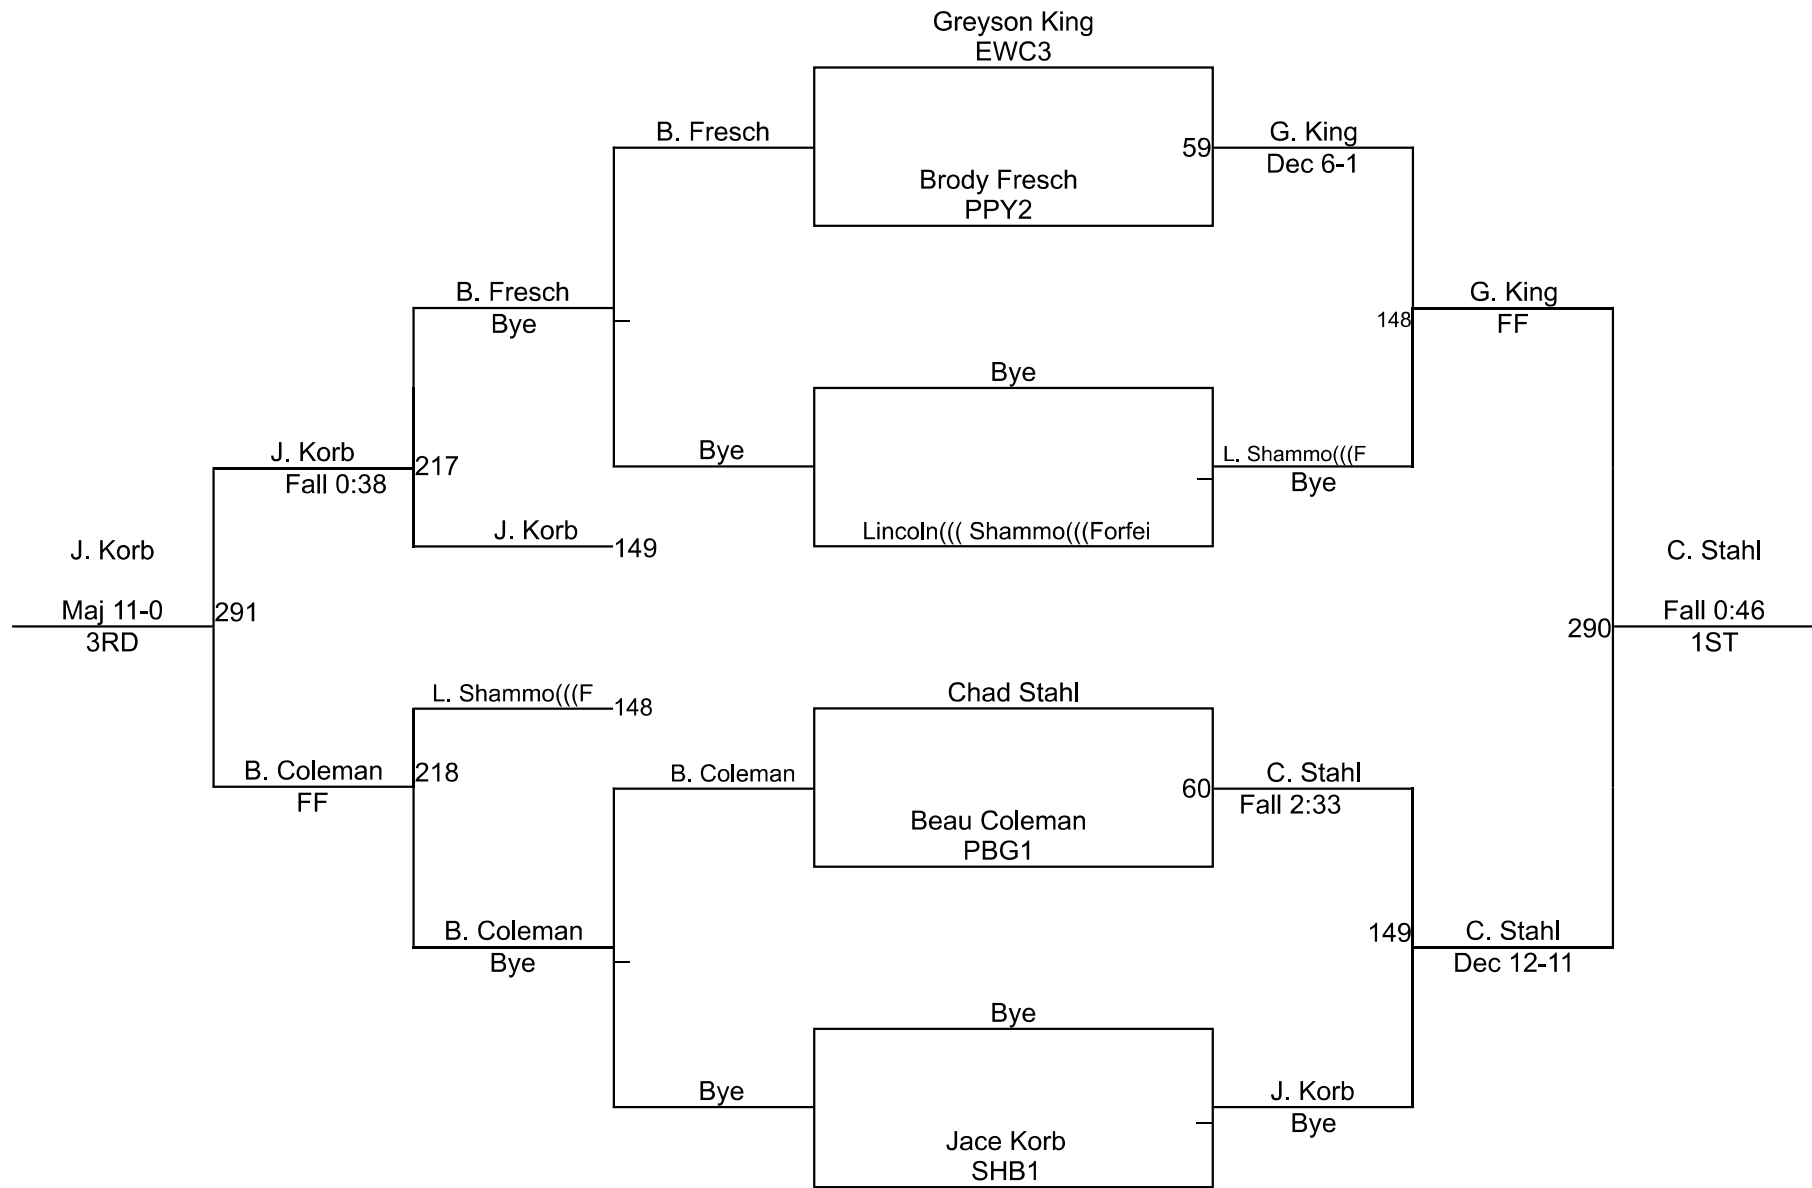 Greyson King
EWC3
B. Fresch
59
G. King
Dec 6-1
Brody Fresch
PPY2
B. Fresch
Bye
148
G. King
FF
Bye
J. Korb
Fall 0:38
217
Bye
L. Shammo(((F
Bye
J. Korb
149
Lincoln((( Shammo(((Forfei
J. Korb
Maj 11-0
3RD
291
C. Stahl
290
Fall 0:46
1ST
L. Shammo(((F
148
Chad Stahl
B. Coleman
FF
218
B. Coleman
60
C. Stahl
Fall 2:33
Beau Coleman
PBG1
B. Coleman
Bye
149
C. Stahl
Dec 12-11
Bye
Bye
J. Korb
Bye
Jace Korb
SHB1